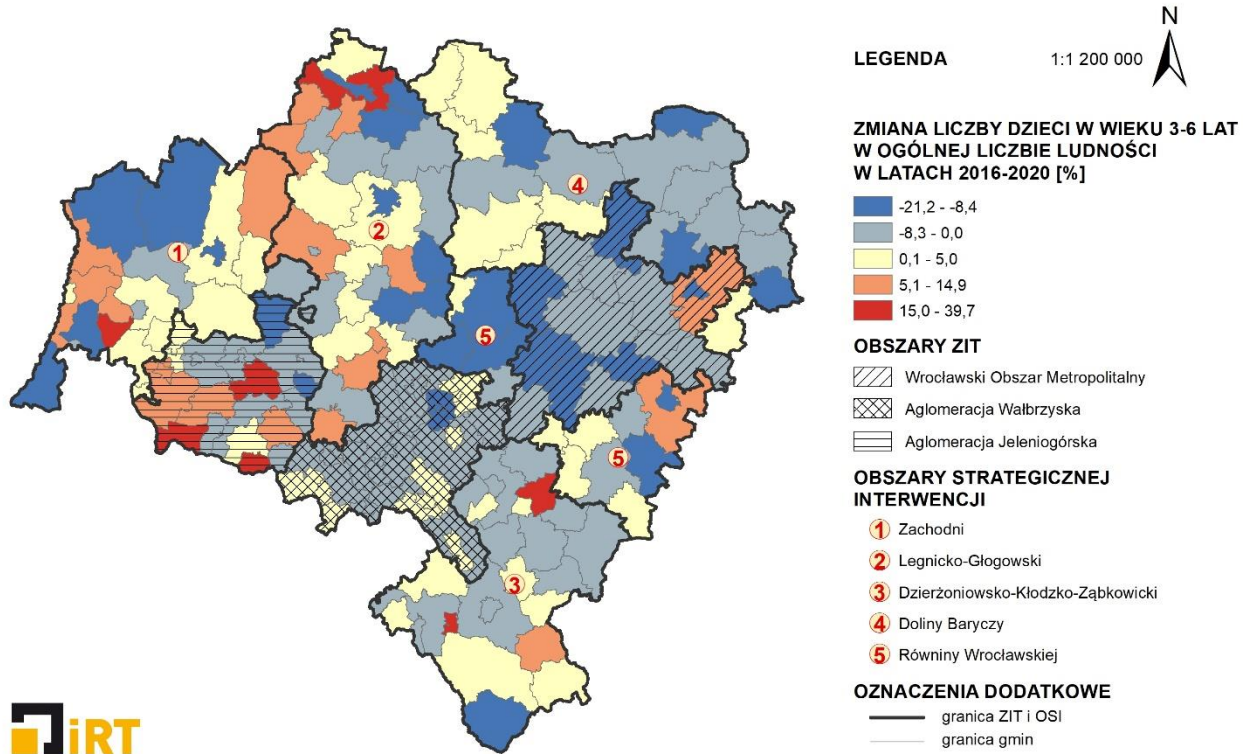 N
LEGENDA 1:1 200 000
ZMIANA LICZBY DZIECI W WIEKU 3-6 LAT
W OGÓLNEJ LICZBIE LUDNOŚCI
W LATACH 2016-2020 [%]
-21,2 - -8,4
-8,3 - 0,0
0,1 - 5,0
5,1 - 14,9
15,0 - 39,7
OBSZARY ZIT
Wrocławski Obszar Metropolitalny
Aglomeracja Wałbrzyska
Aglomeracja Jeleniogórska
OBSZARY STRATEGICZNEJ
INTERWENCJI
1 Zachodni
2 Legnicko-Głogowski
3 Dzierżoniowsko-Kłodzko-Ząbkowicki
4 Doliny Baryczy
5 Równiny Wrocławskiej
OZNACZENIA DODATKOWE
granica ZIT i OSI
granica gmin
4
2
1
5
5
3
iRT